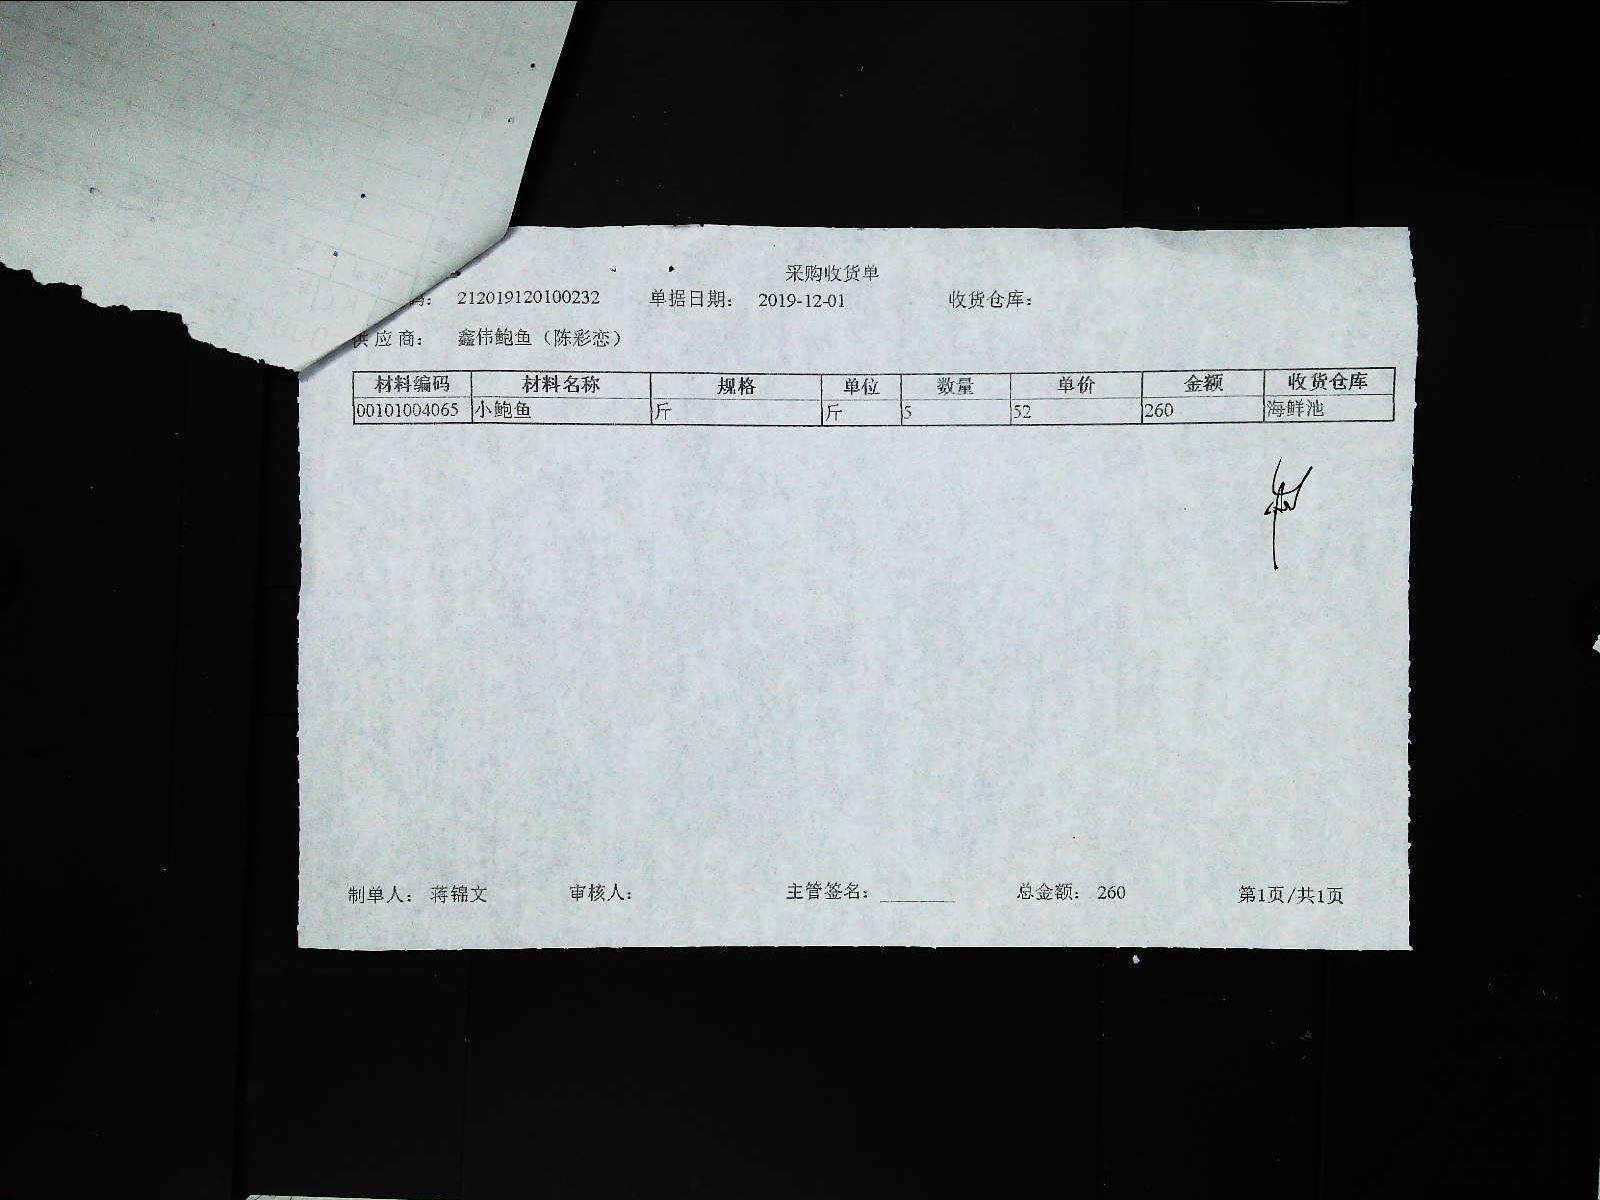 采购收货单
码： 212019120100232 单据日期： 2019-12-01 收货仓库：
供应商： 鑫伟鲍鱼（陈彩恋）
材料编码 材料名称 规格 单位 数量 单价 金额 收货仓库
00101004065 小鲍鱼 斤 斤 5 52 260 海鲜池
制单人： 蒋锦文 审核人： 主管签名：_______ 总金额： 260 第1页/共1页